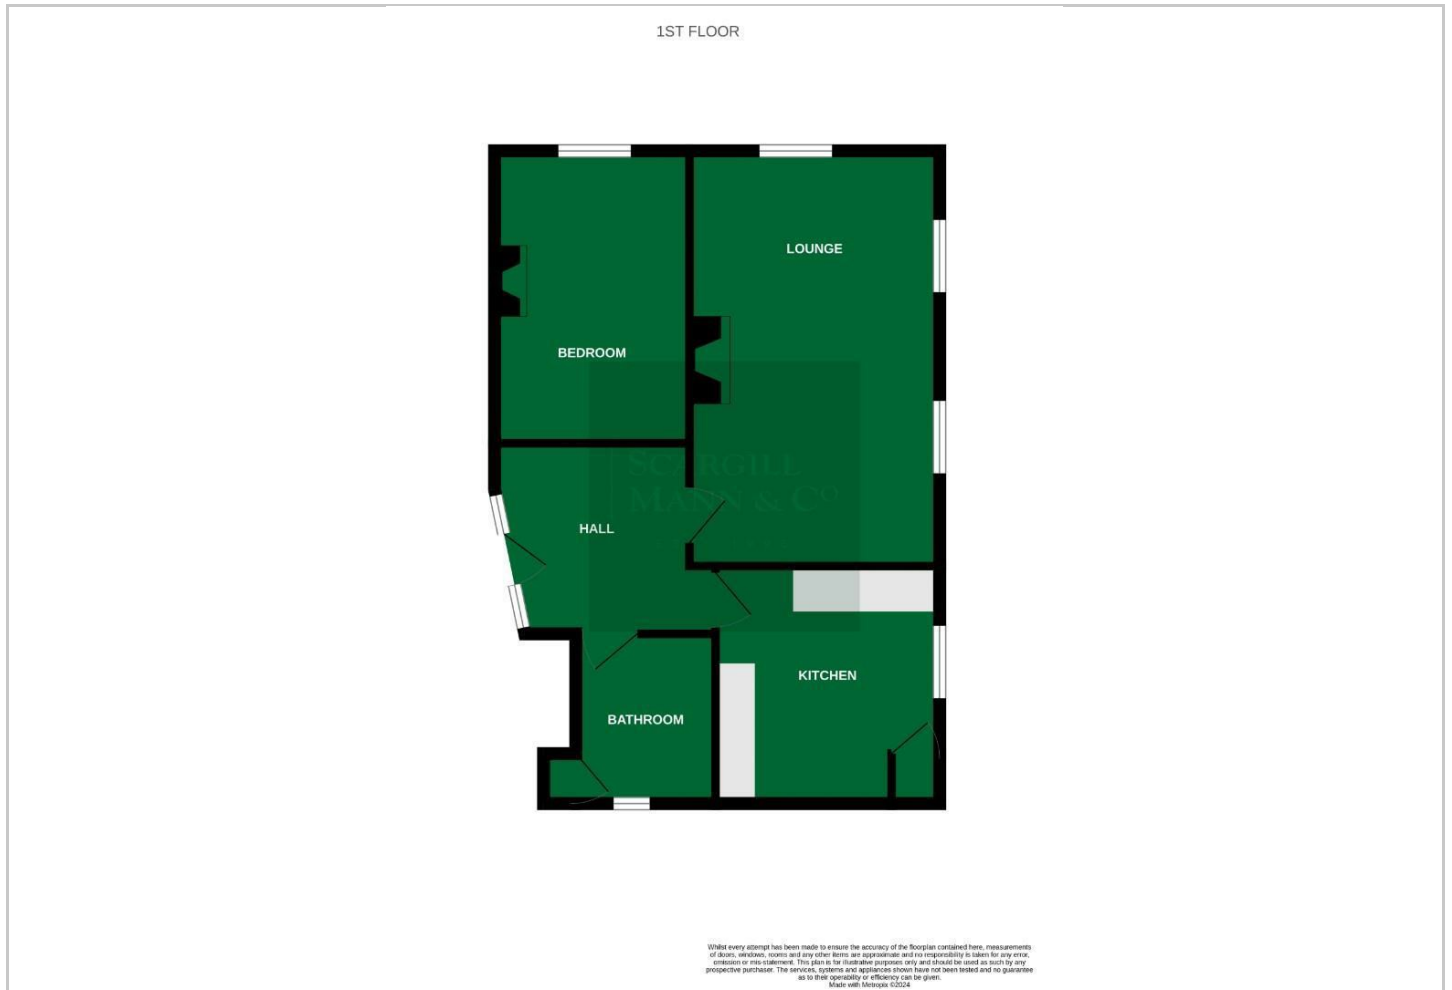 1ST FLOOR
LOUNGE
BEDROOM
SCARGILL
MANN & CO
HALL
KITCHEN
BATHROOM
Whilst every attempt has been made to ensure the accuracy of the floorplan contained here, measurements
of doors, windows, rooms and any other items are approximate and no responsibility is taken for any error,
omission or mis-statement. This plan is for illustrative purposes only and should be used as such by any
prospective purchaser. The services, systems and appliances shown have not been tested and no guarantee
as to their operability or efficiency can be given.
Made with Metropix ©2024